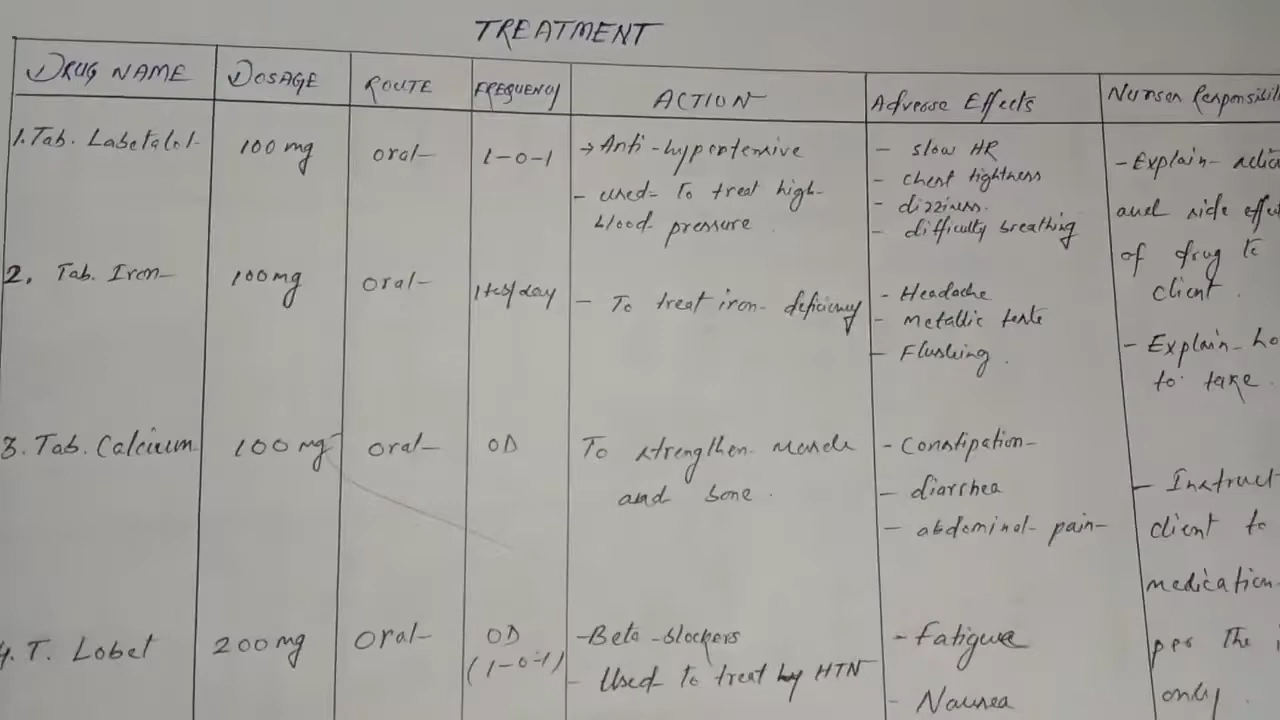 TREATMENT
DRUG NAME DOSAGE ROUTE FREQUENCY ACTION Adverse Effects Nurses Responsibili
1. Tab. Labetalol 100 mg oral 1-0-1 → Anti-hypertensive
- used to treat high
blood pressure
- slow HR
- chest tightness
- dizziness.
- difficulty breathing
- Explain actio
and side effe
of drug to
client.
2. Tab. Iron 100mg oral - To treat iron deficiency
- Headache
- Metallic taste
- Flushing.
- Explain ho
to take
3. Tab. Calcium 100 mg oral OD To strengthen muscle
and bone.
- Constipation
- diarrhea
- abdominal pain
- Instruct
client to
medication
per the
only.
4. T. Lobet 200mg oral OD
(1-0-1)
- Beta-blockers
- Used to treat HTN
- Fatigue
- Nausea